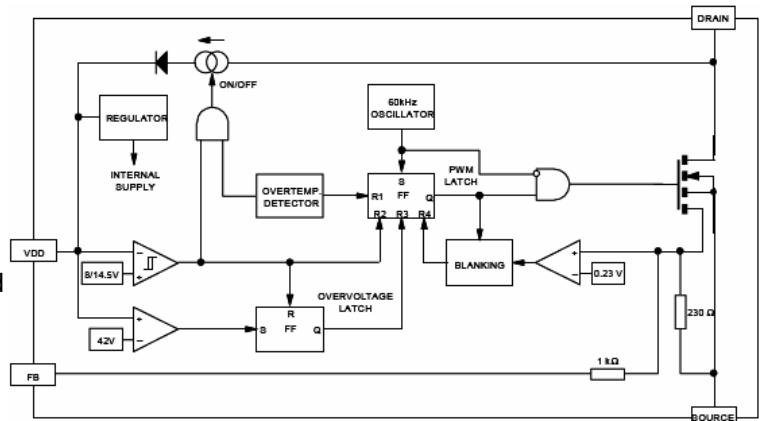 DRAIN
ON/OFF
60kHz
OSCILLATOR
REGULATOR
INTERNAL
SUPPLY
PWM
LATCH
OVERTEMP.
DETECTOR
S
R1 FF Q
R2 R3 R4
VDD
8/14.5V
− +
BLANKING
+ −
0.23 V
OVERVOLTAGE
LATCH
R
S FF Q
230 Ω
42V
+ −
1 kΩ
FB
SOURCE